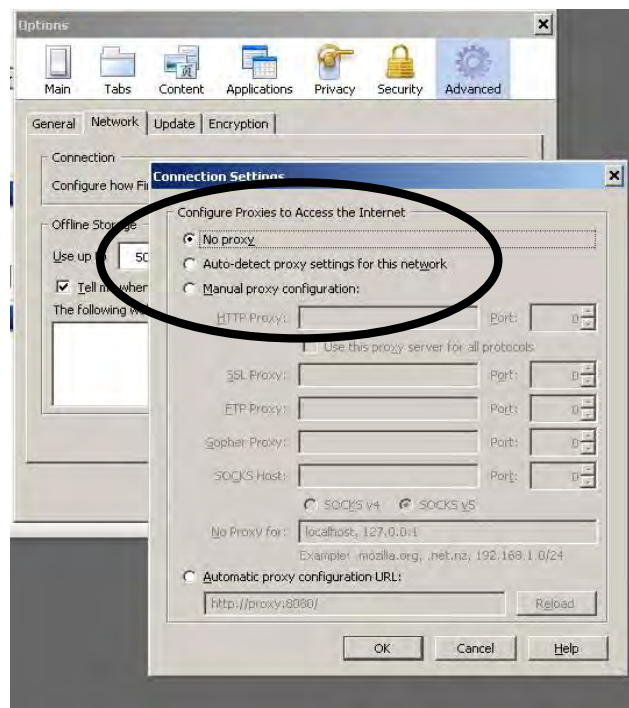 Options
Main Tabs Content Applications Privacy Security Advanced
General Network Update Encryption
Connection
Configure how Fi
Connection Settings
Configure Proxies to Access the Internet
Offline Storage
No proxy
Use up to 50
Auto-detect proxy settings for this network
Tell me when
Manual proxy configuration:
The following we
HTTP Proxy: Port: 0
Use this proxy server for all protocols
SSL Proxy: Port: 0
FTP Proxy: Port: 0
Gopher Proxy: Port: 0
SOCKS Host: Port: 0
SOCKS v4 SOCKS v5
No Proxy for: localhost, 127.0.0.1
Example: .mozilla.org, .net.nz, 192.168.1.0/24
Automatic proxy configuration URL:
http://proxy:8080/ Reload
OK Cancel Help